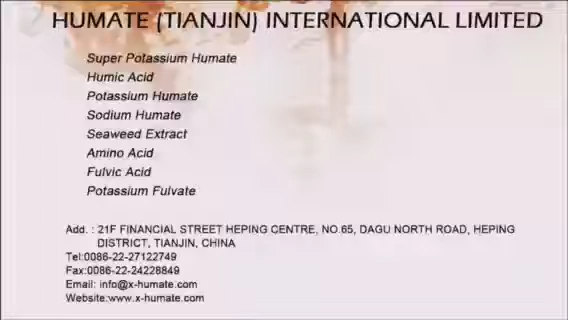 HUMATE (TIANJIN) INTERNATIONAL LIMITED
Super Potassium Humate
Humic Acid
Potassium Humate
Sodium Humate
Seaweed Extract
Amino Acid
Fulvic Acid
Potassium Fulvate
Add. : 21F FINANCIAL STREET HEPING CENTRE, NO.65, DAGU NORTH ROAD, HEPING
DISTRICT, TIANJIN, CHINA
Tel:0086-22-27122749
Fax:0086-22-24228849
Email: info@x-humate.com
Website:www.x-humate.com